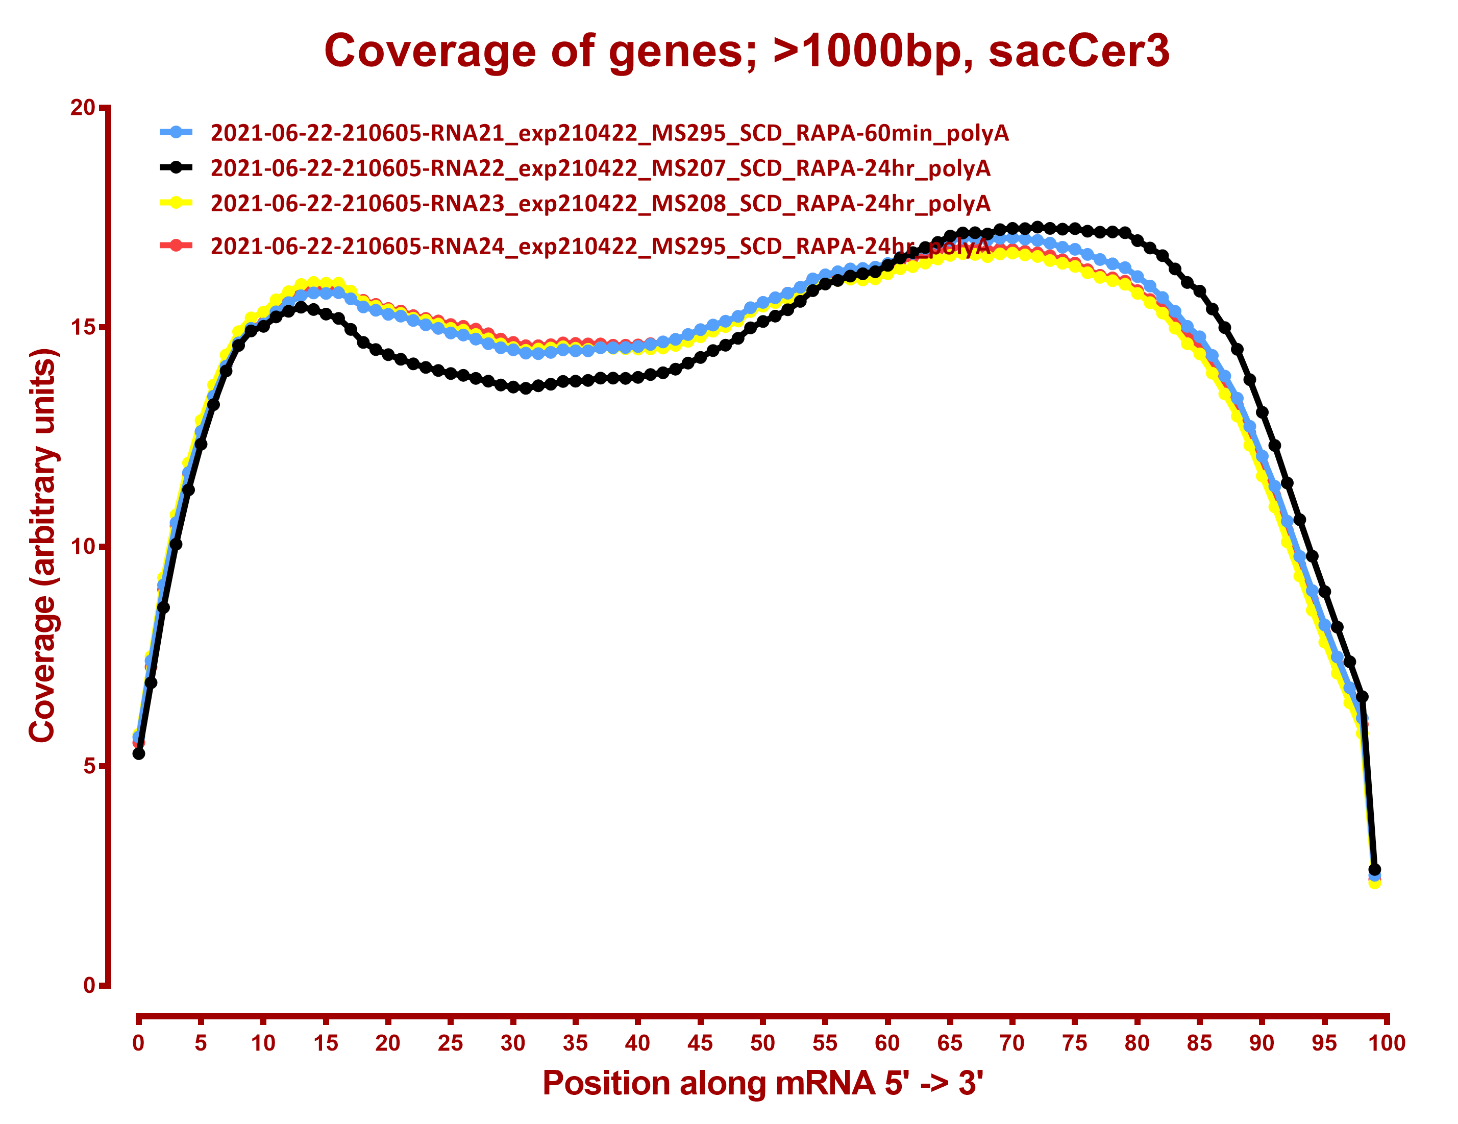 Coverage of genes; >1000bp, sacCer3
20
2021-06-22-210605-RNA21_exp210422_MS295_SCD_RAPA-60min_polyA
2021-06-22-210605-RNA22_exp210422_MS207_SCD_RAPA-24hr_polyA
2021-06-22-210605-RNA23_exp210422_MS208_SCD_RAPA-24hr_polyA
2021-06-22-210605-RNA24_exp210422_MS295_SCD_RAPA-24hr_polyA
15
10
5
0
Coverage (arbitrary units)
0 5 10 15 20 25 30 35 40 45 50 55 60 65 70 75 80 85 90 95 100
Position along mRNA 5' -> 3'